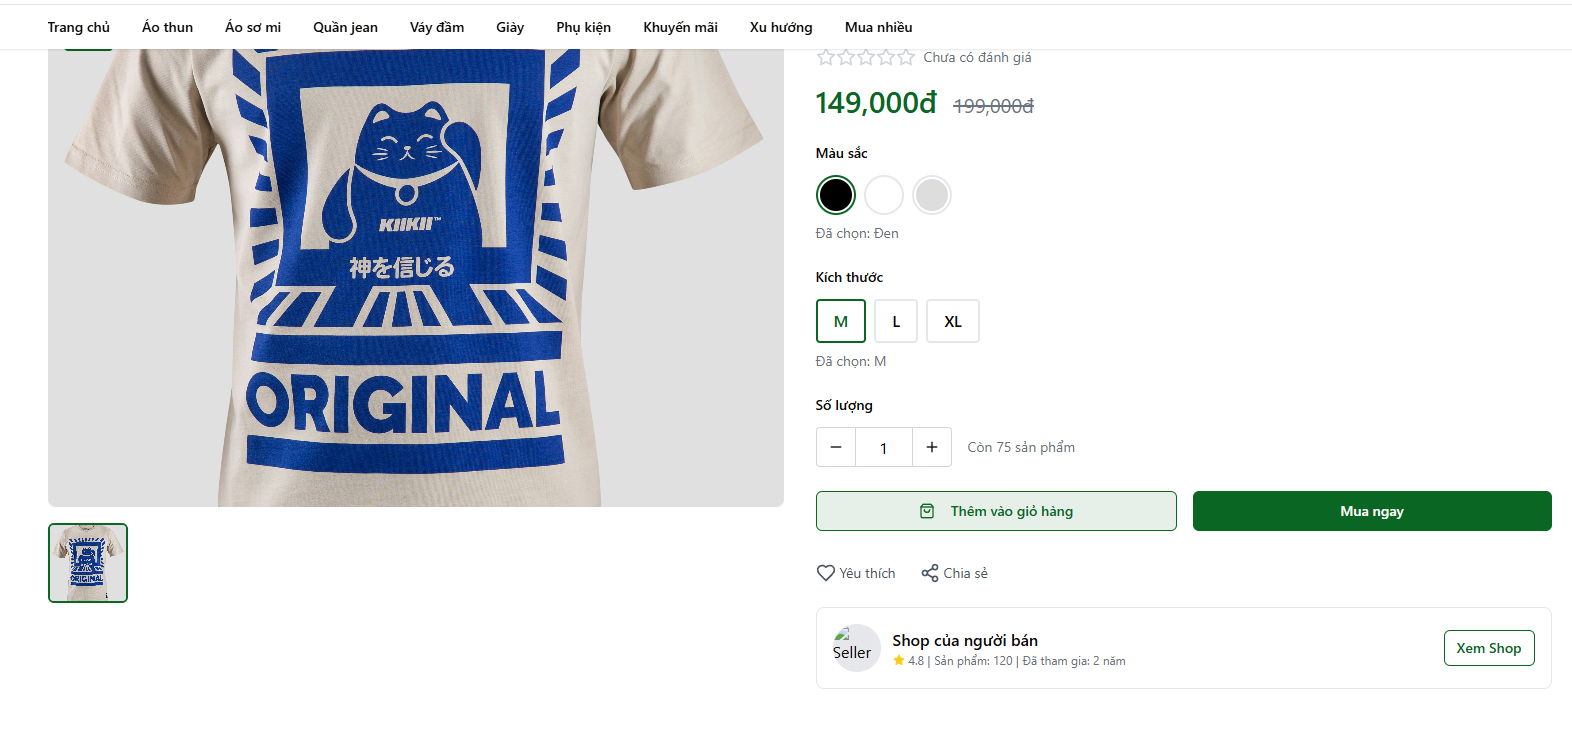 Trang chủ Áo thun Áo sơ mi Quần jean Váy đầm Giày Phụ kiện Khuyến mãi Xu hướng Mua nhiều
KIIKII™
神を信じる
ORIGINAL
ORIGINAL
Chưa có đánh giá
149,000đ 199,000đ
Màu sắc
Đã chọn: Đen
Kích thước
M L XL
Đã chọn: M
Số lượng
1 Còn 75 sản phẩm
Thêm vào giỏ hàng Mua ngay
Yêu thích Chia sẻ
Seller
Shop của người bán
4.8 | Sản phẩm: 120 | Đã tham gia: 2 năm
Xem Shop